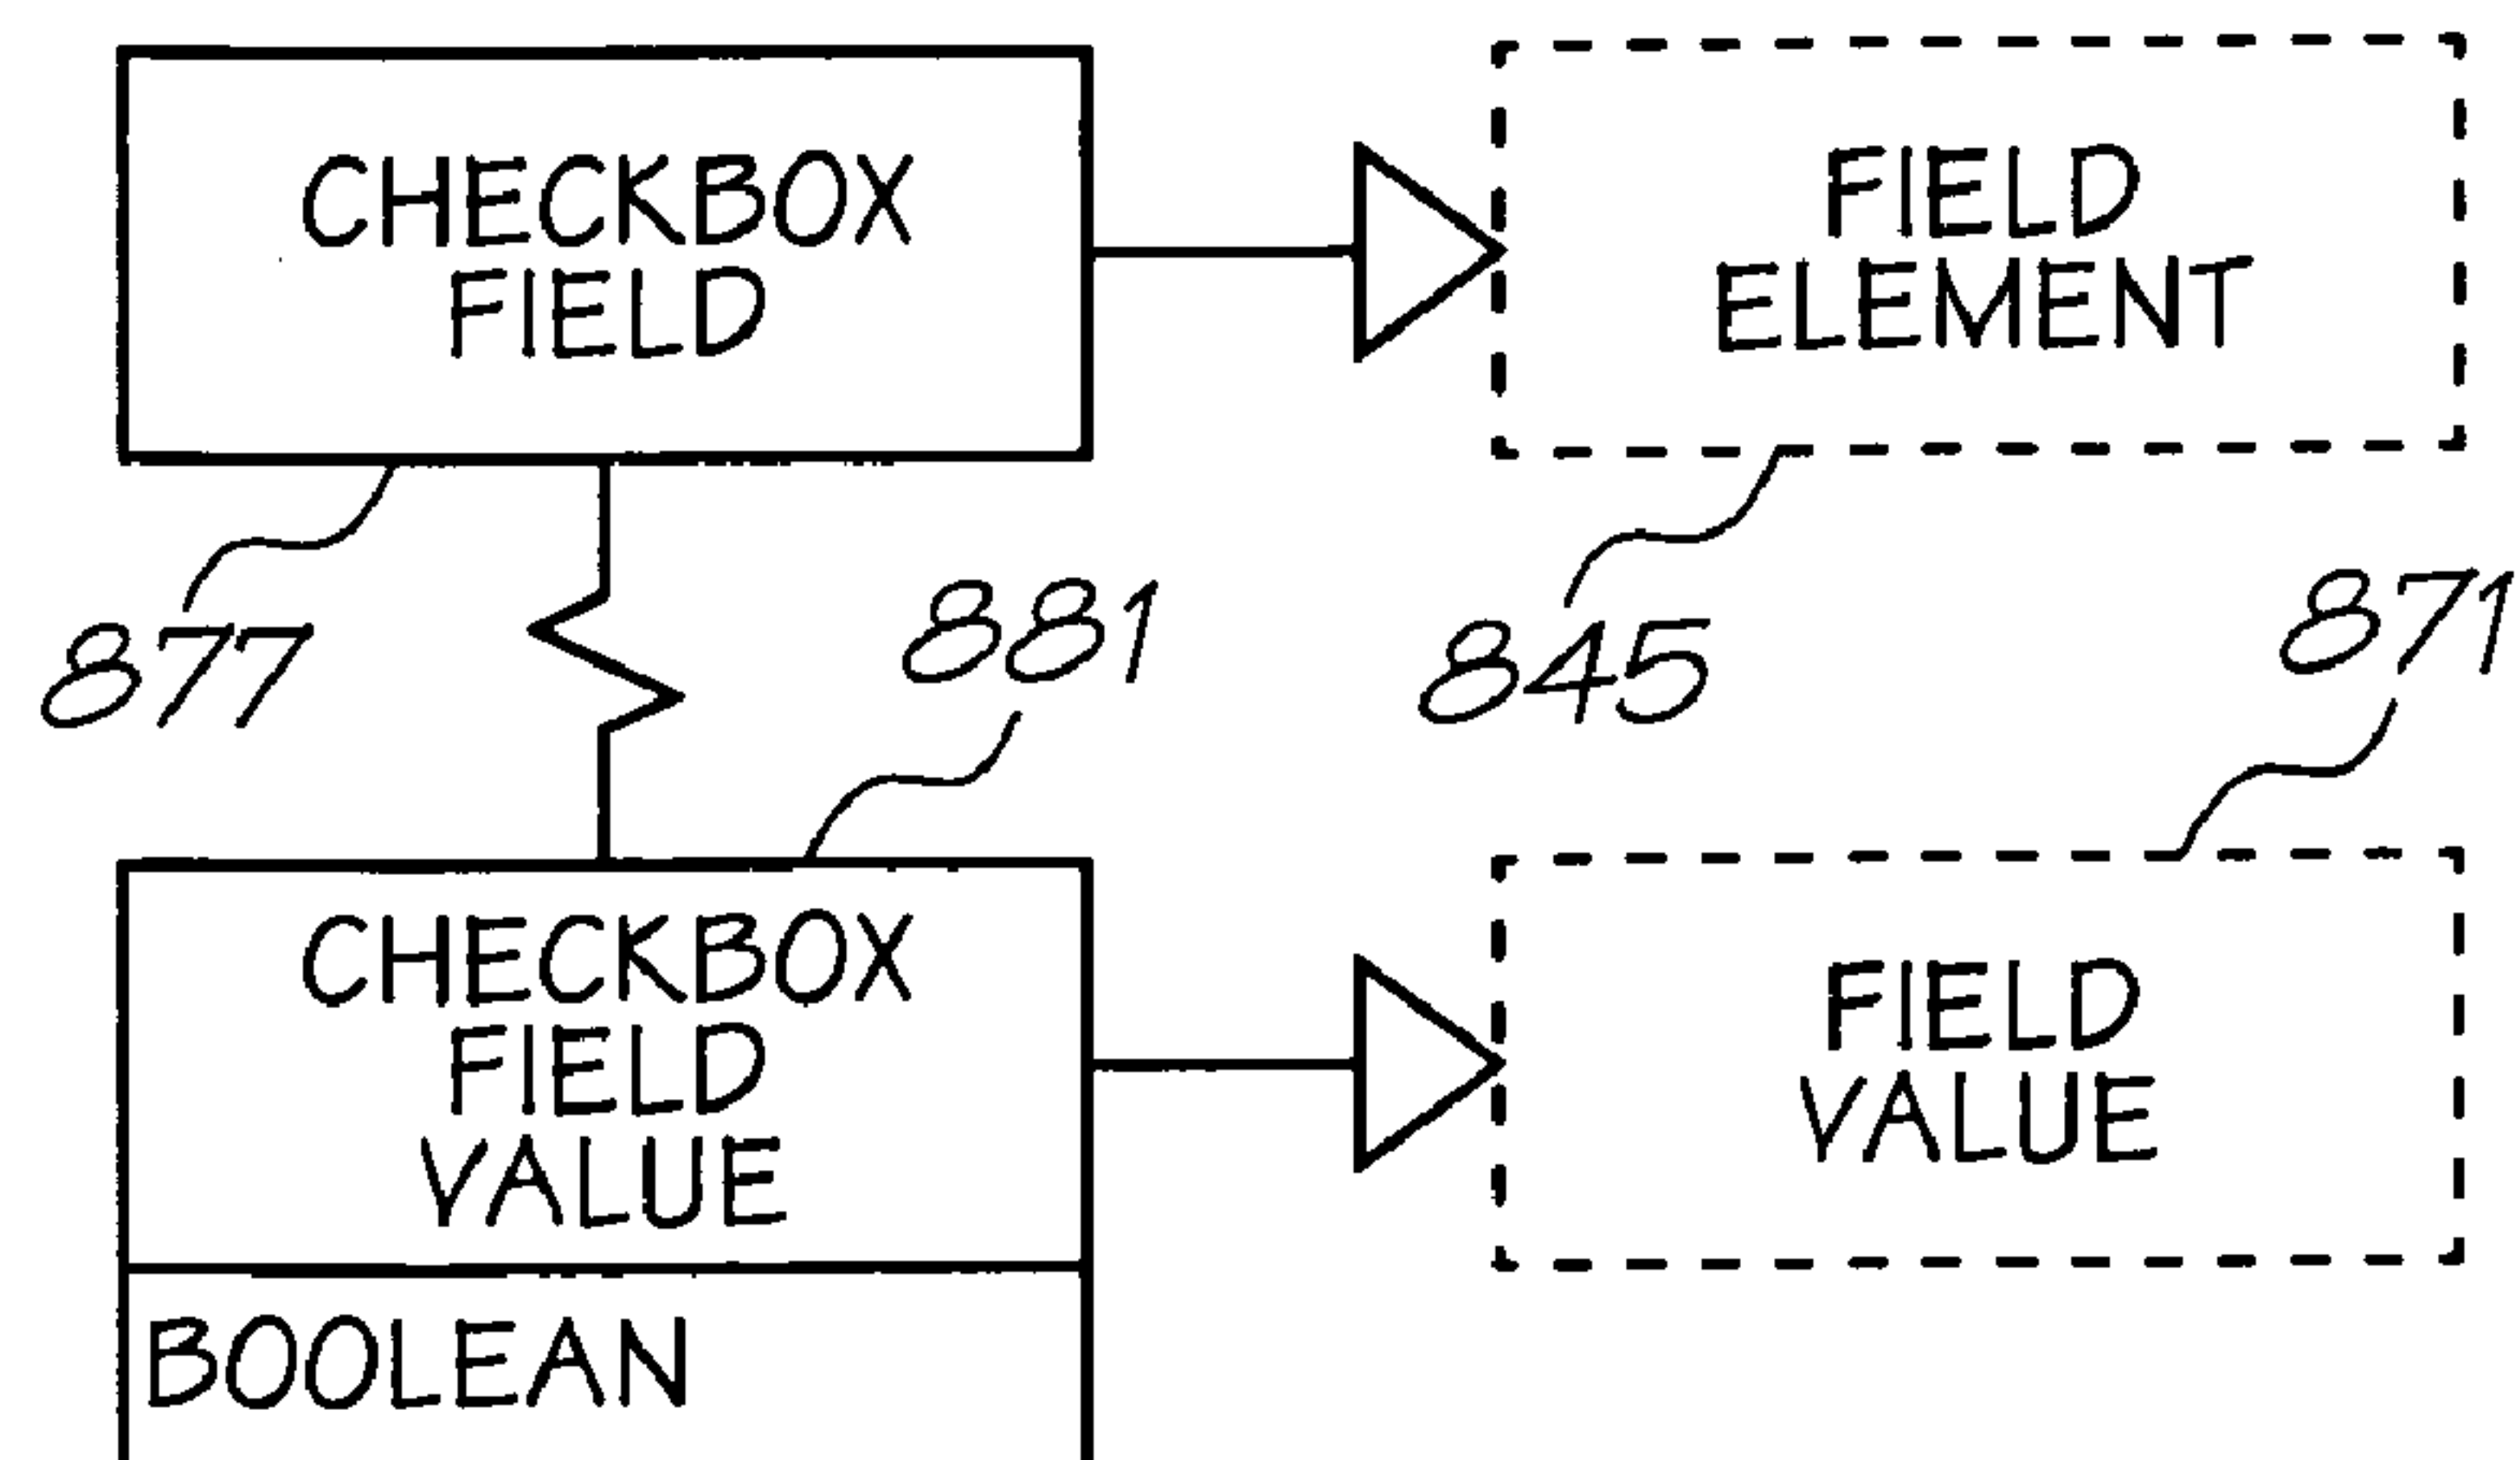 CHECKBOX
FIELD
FIELD
ELEMENT
877
881
845
871
CHECKBOX
FIELD
VALUE
FIELD
VALUE
BOOLEAN